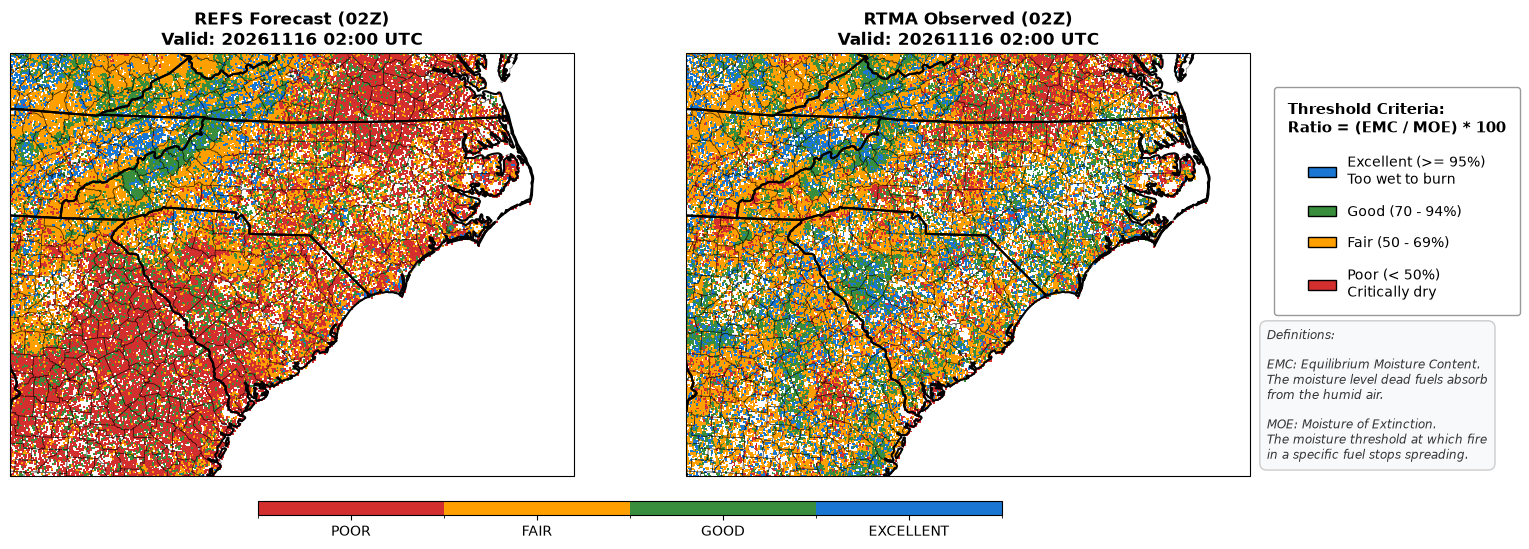 REFS Forecast (02Z)
Valid: 20261116 02:00 UTC
RTMA Observed (02Z)
Valid: 20261116 02:00 UTC
Threshold Criteria:
Ratio = (EMC / MOE) * 100
Excellent (>= 95%)
Too wet to burn
Good (70 - 94%)
Fair (50 - 69%)
Poor (< 50%)
Critically dry
Definitions:
EMC: Equilibrium Moisture Content.
The moisture level dead fuels absorb
from the humid air.
MOE: Moisture of Extinction.
The moisture threshold at which fire
in a specific fuel stops spreading.
POOR FAIR GOOD EXCELLENT